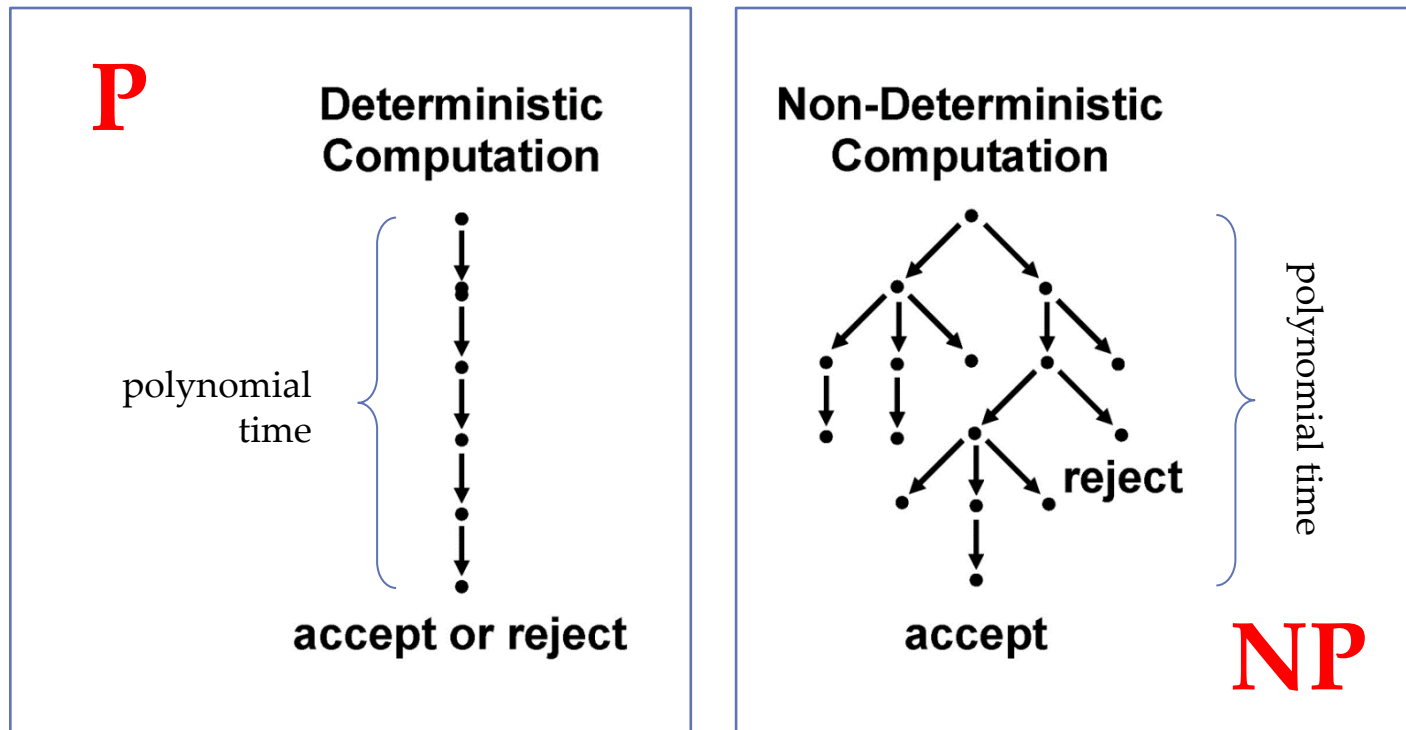 P
Deterministic
Computation
polynomial
time
accept or reject
Non-Deterministic
Computation
polynomial time
reject
accept
NP